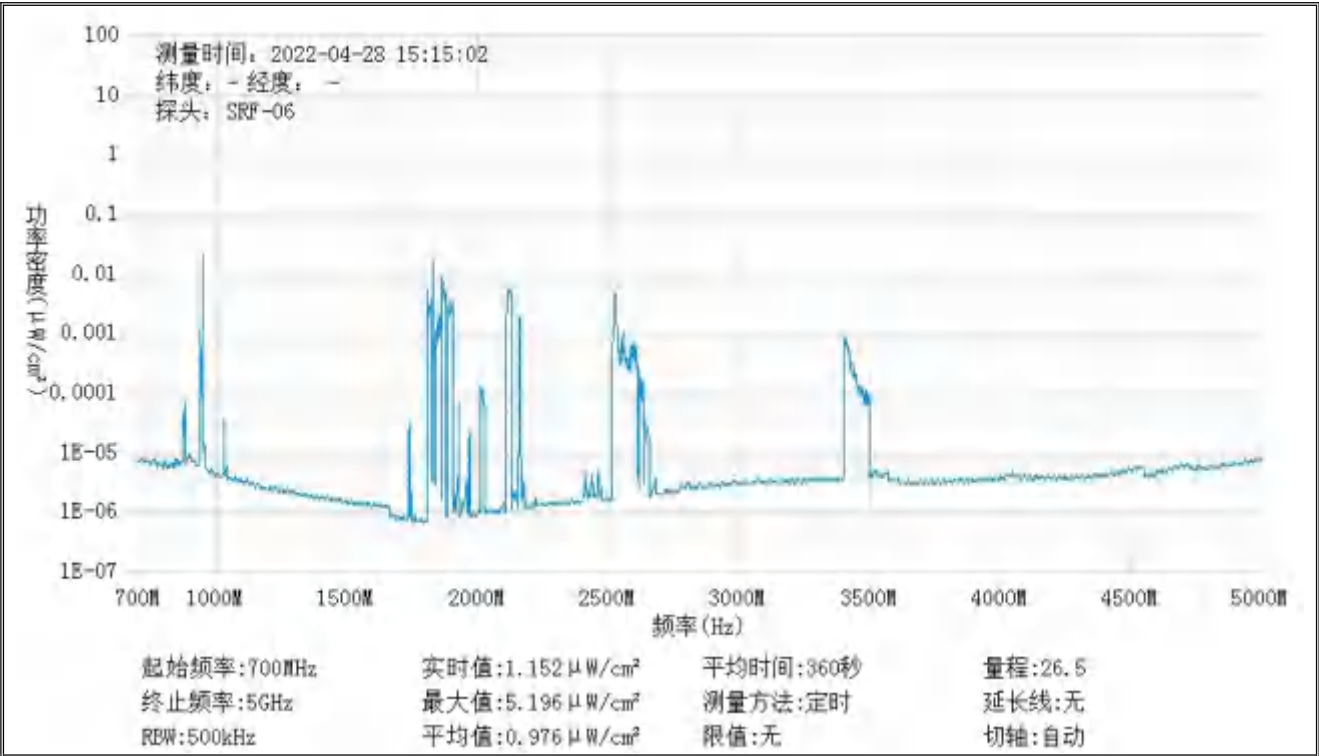 测量时间: 2022-04-28 15:15:02
纬度: - 经度: -
探头: SRF-06
100
10
1
0.1
0.01
0.001
0.0001
1E-05
1E-06
1E-07
功率密度(μW/cm²)
700M 1000M 1500M 2000M 2500M 3000M 3500M 4000M 4500M 5000M
频率(Hz)
起始频率:700MHz 实时值:1.152μW/cm² 平均时间:360秒 量程:26.5
终止频率:5GHz 最大值:5.196μW/cm² 测量方法:定时 延长线:无
RBW:500kHz 平均值:0.976μW/cm² 限值:无 切轴:自动